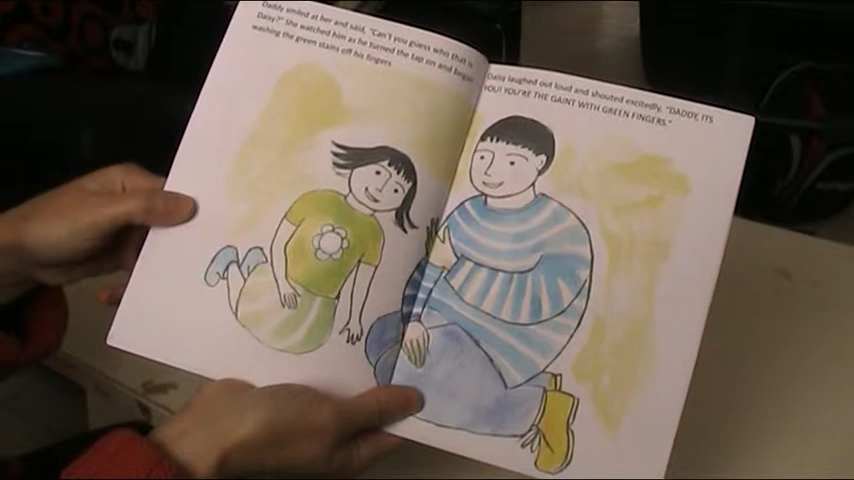 Daddy smiled at her and said, "Can't you guess who that is
Daisy?" She watched him as he turned the tap on and began
washing the green stains off his fingers
Daisy laughed out loud and shouted excitedly, "DADDY, ITS
YOU! YOU'RE THE GAINT WITH GREEN FINGERS."